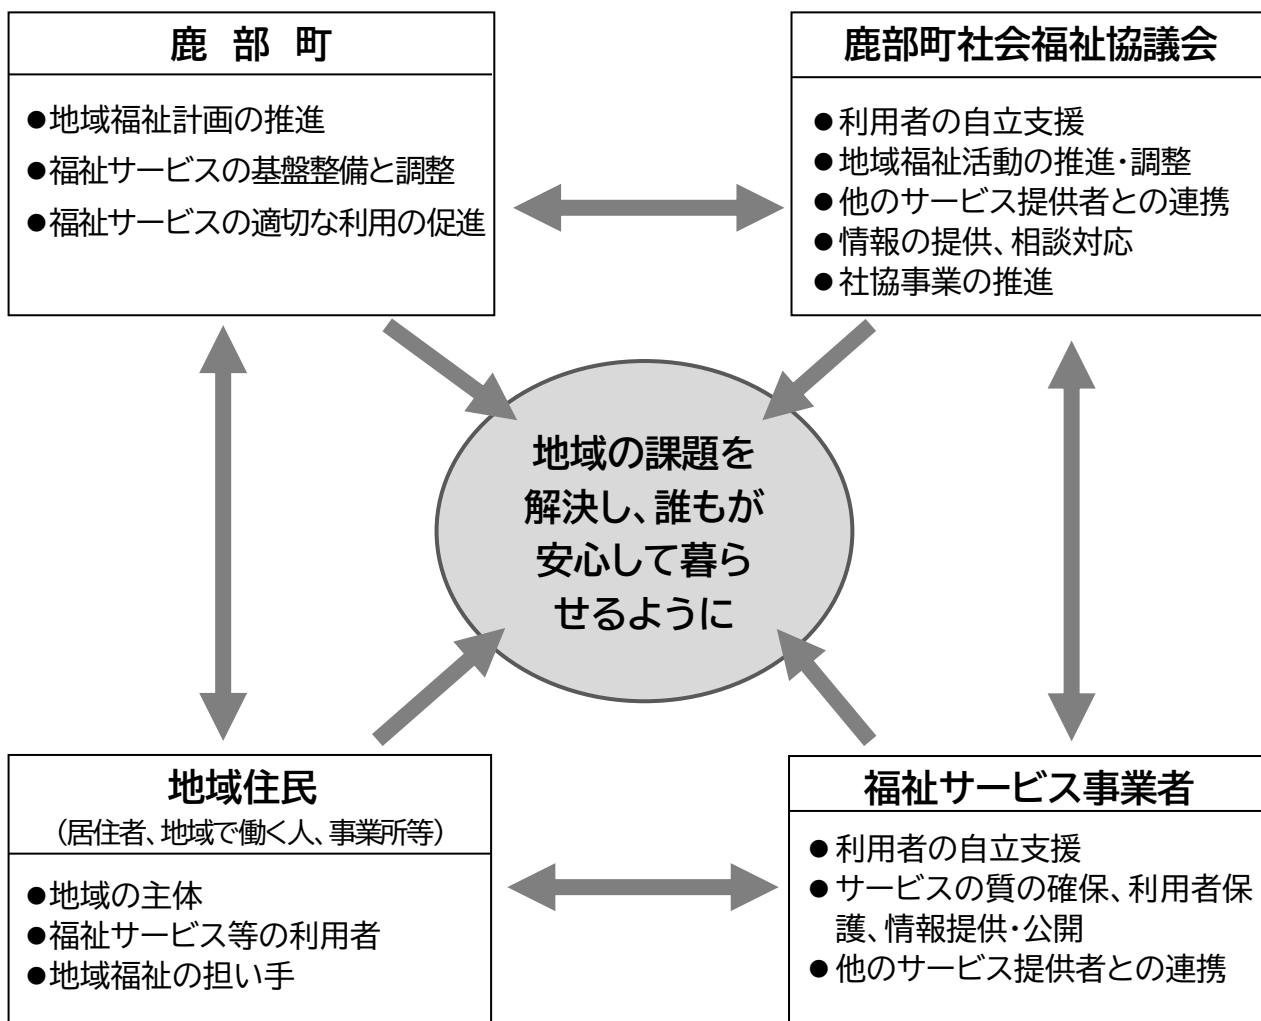 鹿 部 町
●地域福祉計画の推進
●福祉サービスの基盤整備と調整
●福祉サービスの適切な利用の促進
鹿部町社会福祉協議会
●利用者の自立支援
●地域福祉活動の推進・調整
●他のサービス提供者との連携
●情報の提供、相談対応
●社協事業の推進
地域の課題を
解決し、誰もが
安心して暮ら
せるように
地域住民
（居住者、地域で働く人、事業所等）
●地域の主体
●福祉サービス等の利用者
●地域福祉の担い手
福祉サービス事業者
●利用者の自立支援
●サービスの質の確保、利用者保
護、情報提供・公開
●他のサービス提供者との連携